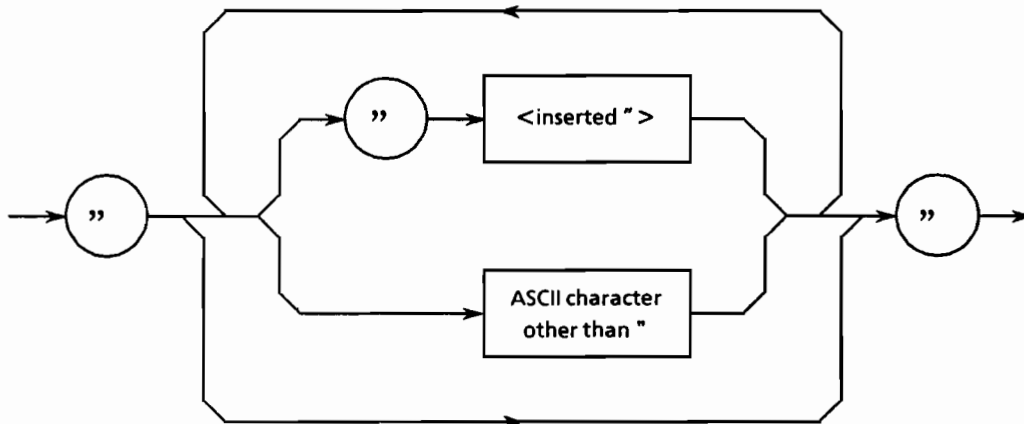 ”
<inserted ” >
”
”
ASCII character
other than ”